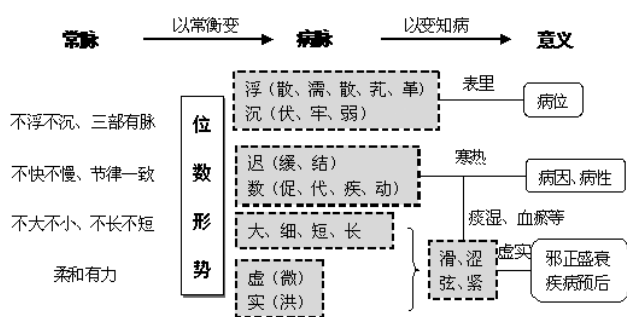 常脉 以常衡变 病脉 以变知病 意义
浮（散、濡、散、芤、革）
沉（伏、牢、弱）
表里
病位
不浮不沉、三部有脉
位
不快不慢、节律一致
数
迟（缓、结）
数（促、代、疾、动）
寒热
病因、病性
不大不小、不长不短
形
大、细、短、长
痰湿、血瘀等
柔和有力
势
虚（微）
实（洪）
滑、涩
弦、紧
虚实
邪正盛衰
疾病预后